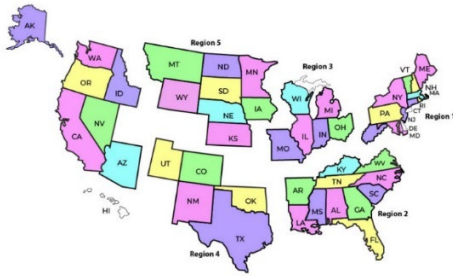 AK
Region 5
WA
MT
ND
MN
Region 3
VT
ME
OR
ID
SD
WI
MI
NY
NH
MA
WY
IA
RI
CT
Region 1
NV
NE
PA
NJ
CA
KS
MO
IL
IN
OH
DE
MD
AZ
UT
CO
KY
WV
AR
TN
NC
HI
NM
OK
SC
MS
AL
GA
Region 2
TX
LA
FL
Region 4